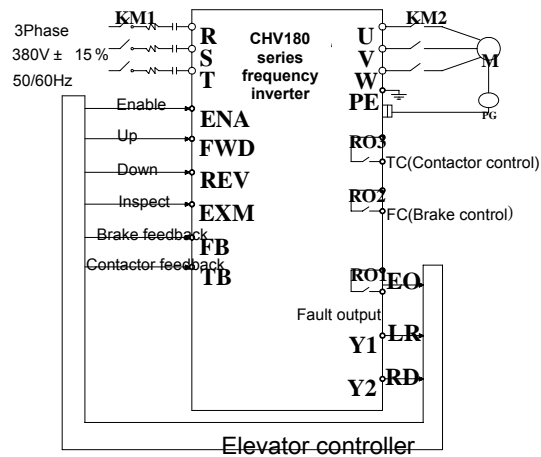 KM1
3Phase
380V ± 15 %
50/60Hz
R
S
T
CHV180
series
frequency
inverter
U
V
W
PE
KM2
M
PG
Enable
ENA
Up
FWD
Down
REV
Inspect
EXM
Brake feedback
FB
Contactor feedback
TB
RO3
TC(Contactor control)
RO2
FC(Brake control)
RO1
EO
Fault output
Y1
LR
Y2
RD
Elevator controller